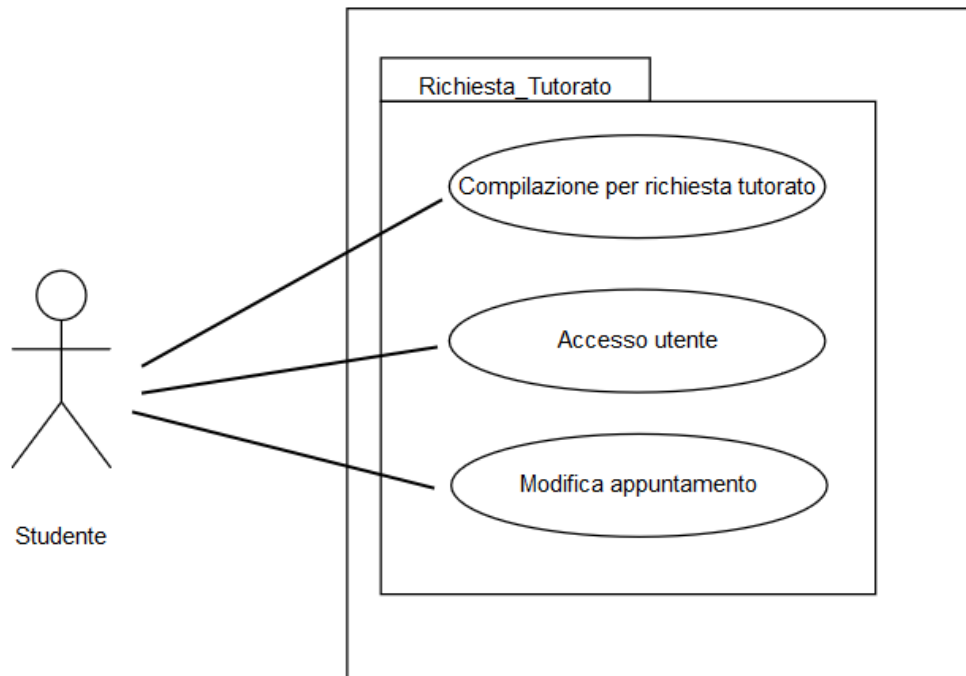 Richiesta_Tutorato
Compilazione per richiesta tutorato
Accesso utente
Modifica appuntamento
Studente